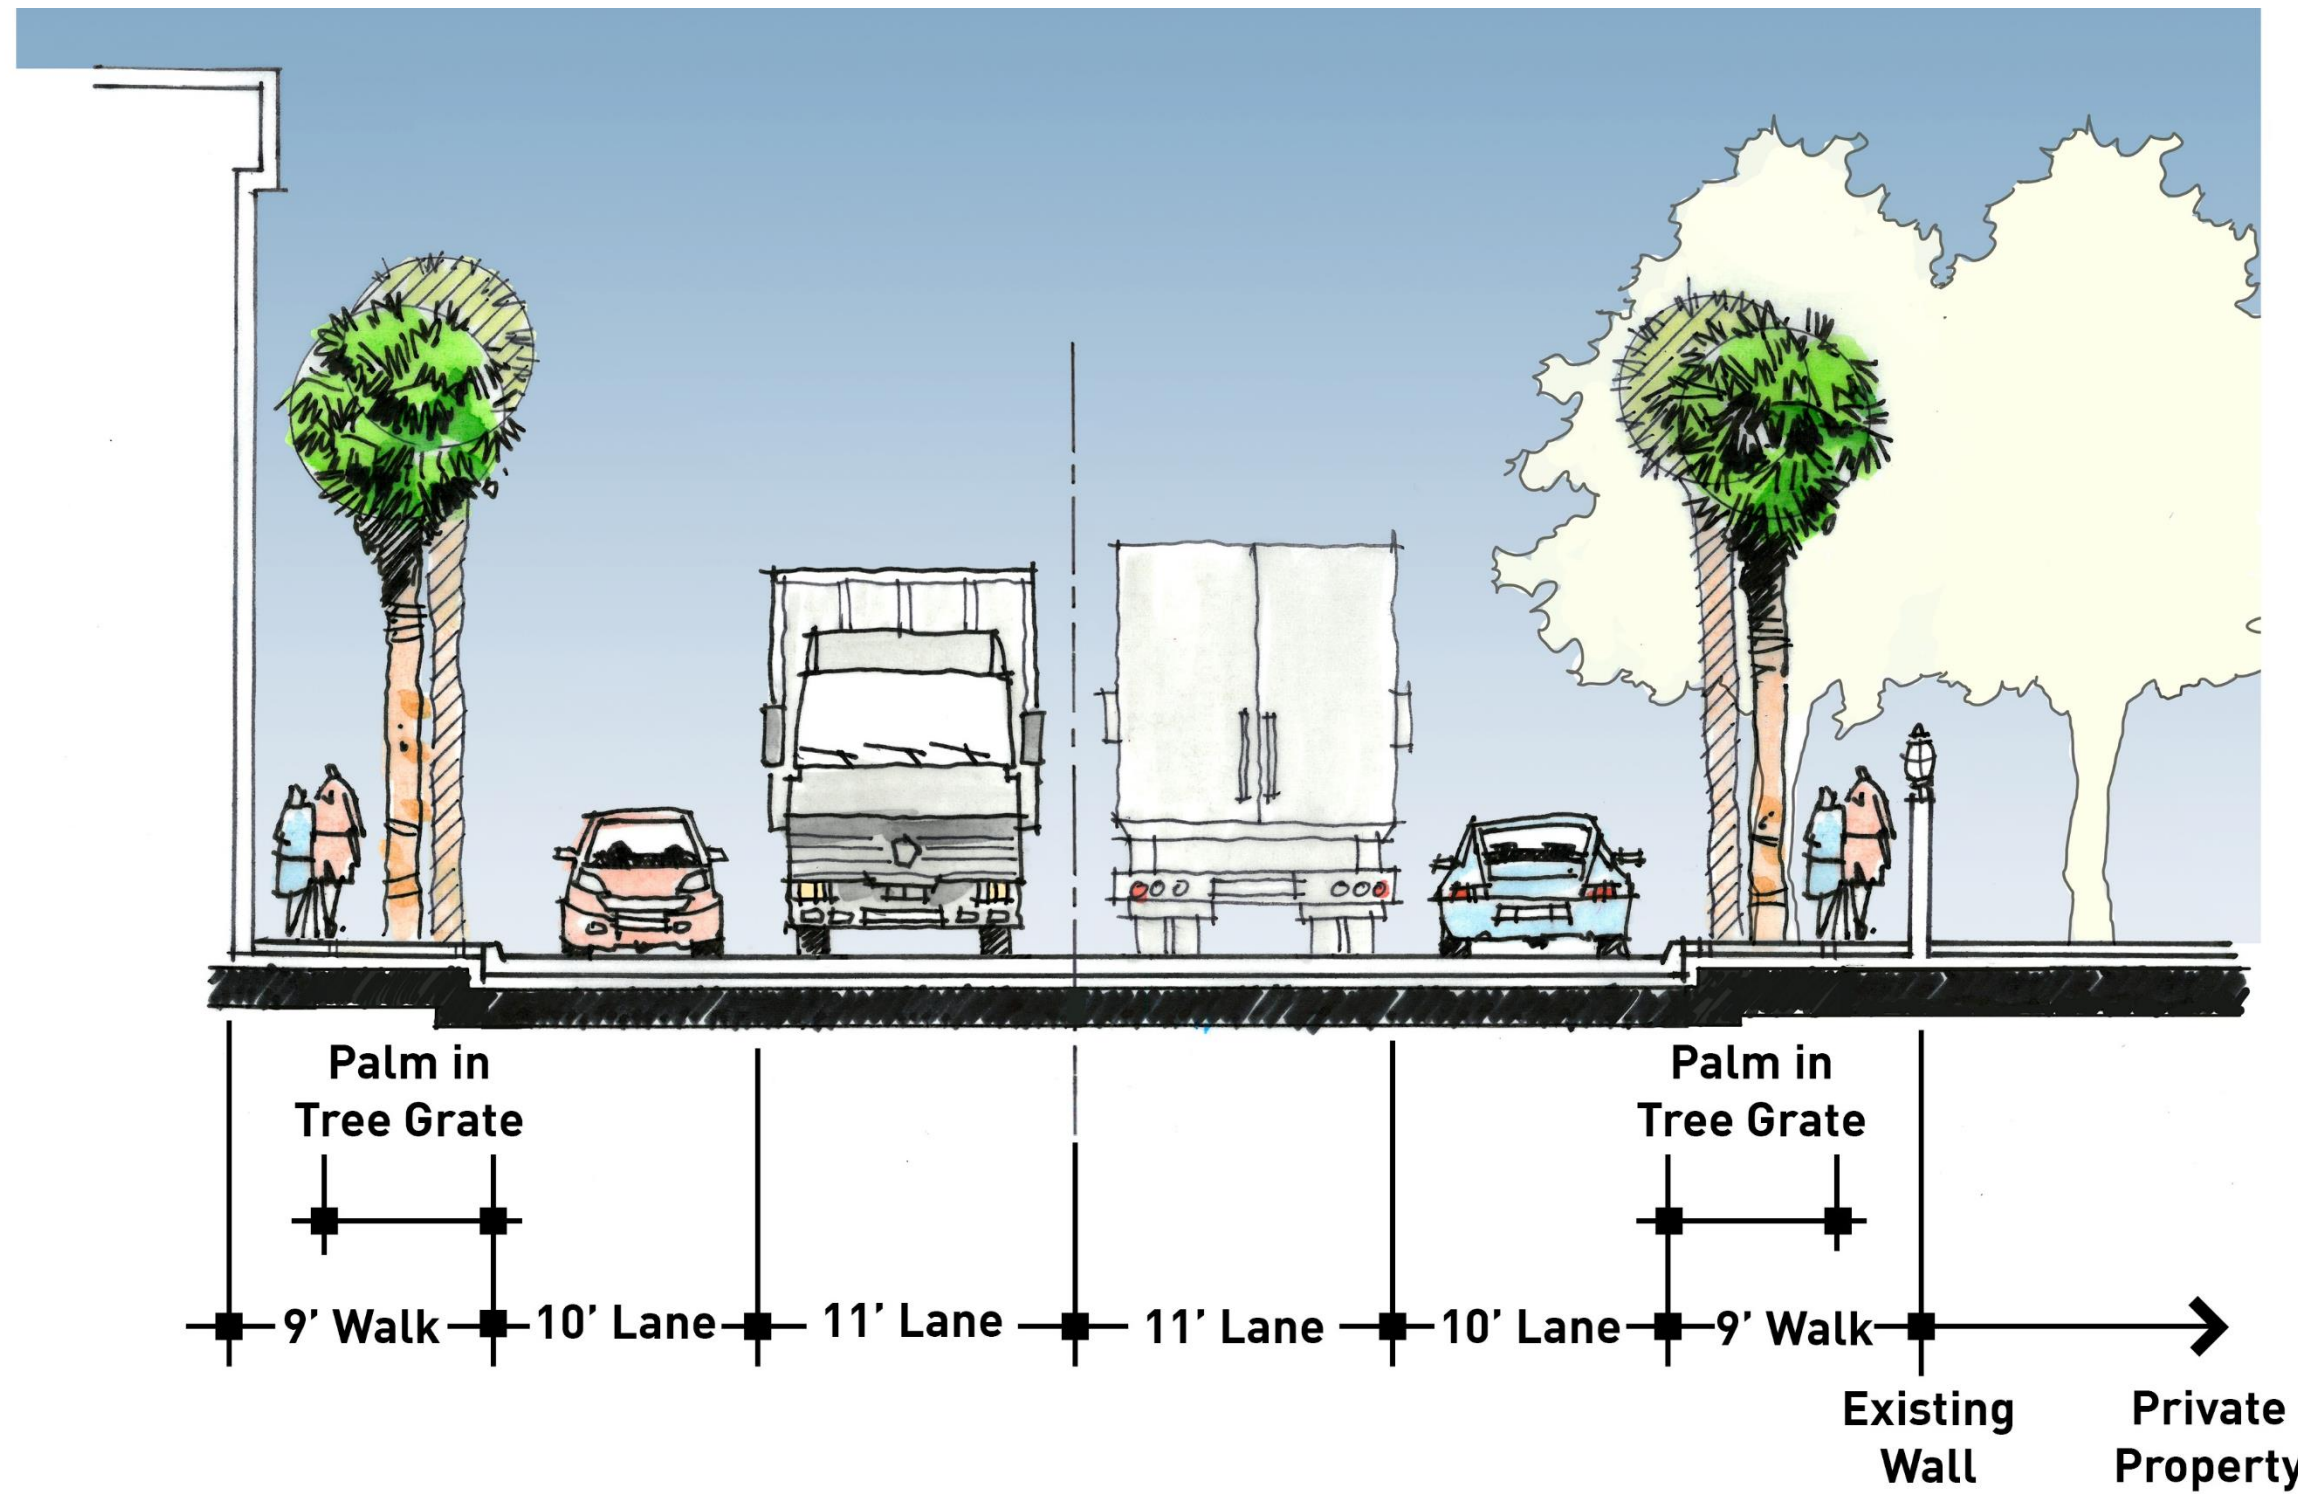 Palm in
Tree Grate
Palm in
Tree Grate
9’ Walk
10’ Lane
11’ Lane
11’ Lane
10’ Lane
9’ Walk
Existing
Wall
Private
Property